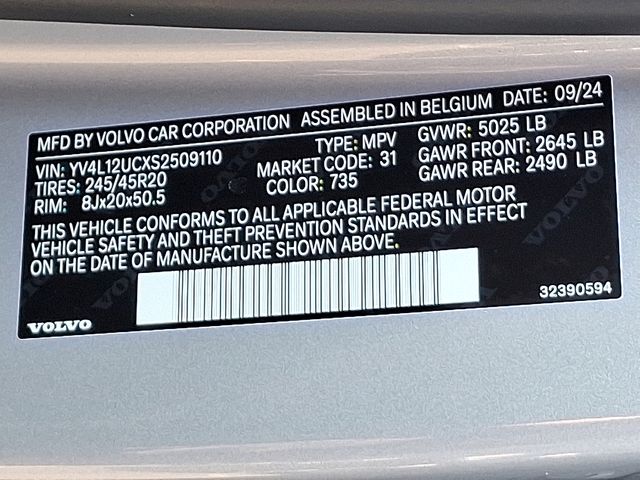 MFD BY VOLVO CAR CORPORATION ASSEMBLED IN BELGIUM DATE: 09/24
VIN: YV4L12UCXS2509110 TYPE: MPV GVWR: 5025 LB
TIRES: 245/45R20 MARKET CODE: 31 GAWR FRONT: 2645 LB
RIM: 8Jx20x50.5 COLOR: 735 GAWR REAR: 2490 LB
THIS VEHICLE CONFORMS TO ALL APPLICABLE FEDERAL MOTOR
VEHICLE SAFETY AND THEFT PREVENTION STANDARDS IN EFFECT
ON THE DATE OF MANUFACTURE SHOWN ABOVE.
VOLVO 32390594